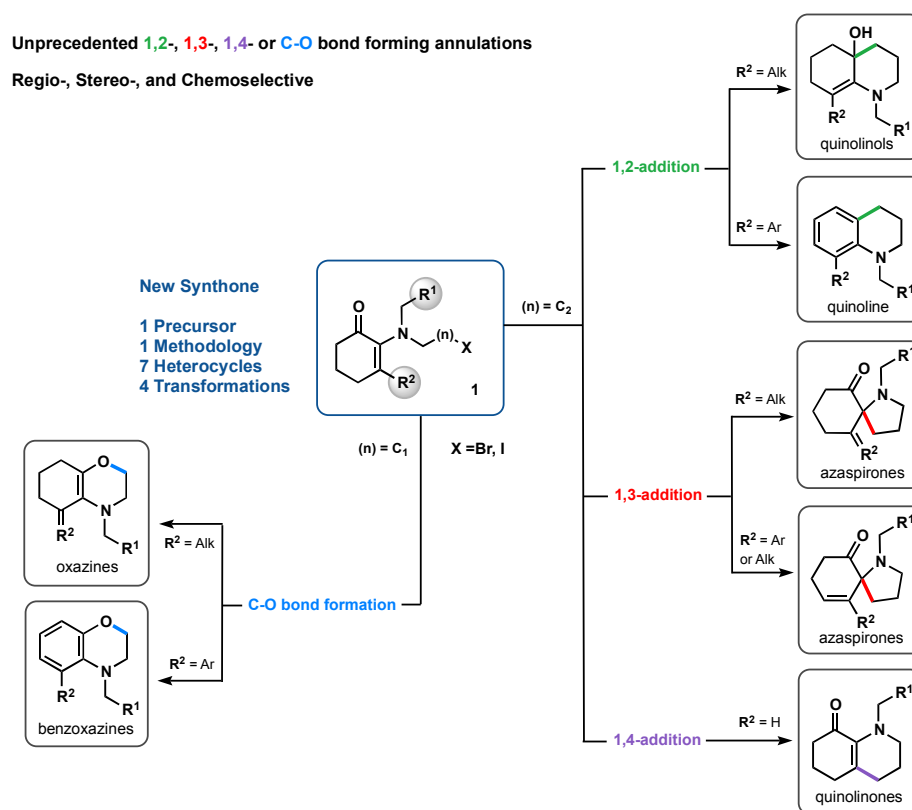 Unprecedented 1,2-, 1,3-, 1,4- or C-O bond forming annulations
Regio-, Stereo-, and Chemoselective
New Synthone
1 Precursor
1 Methodology
7 Heterocycles
4 Transformations
O
R¹
N
(n)
X
R²
1
(n) = C₂
(n) = C₁
X =Br, I
1,2-addition
R² = Alk
OH
N
R²
R¹
quinolinols
R² = Ar
N
R²
R¹
quinoline
1,3-addition
R² = Alk
R¹
O
N
R²
azaspirones
R² = Ar
or Alk
R¹
O
N
R²
azaspirones
1,4-addition
R² = H
R¹
O
N
quinolinones
C-O bond formation
R² = Alk
O
N
R²
R¹
oxazines
R² = Ar
O
N
R²
R¹
benzoxazines